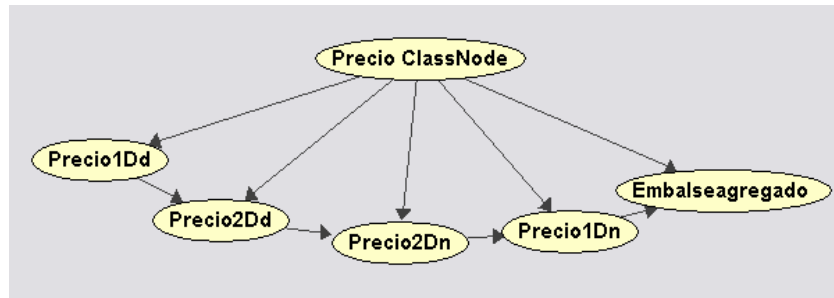 Precio ClassNode
Precio1Dd
Precio2Dd
Precio2Dn
Precio1Dn
Embalseagregado